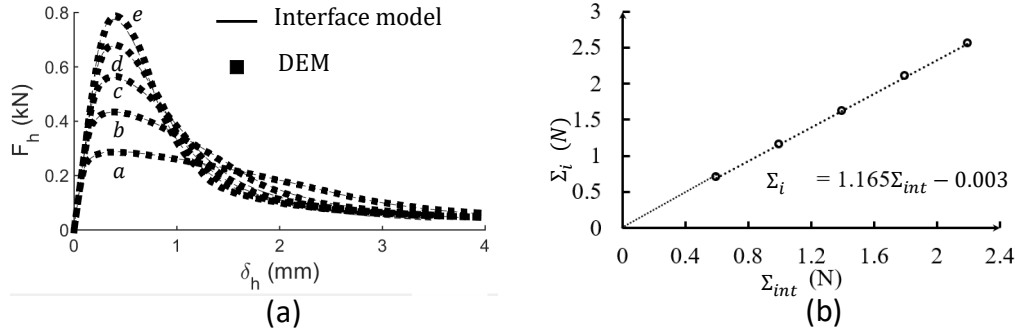 0.8
0.6
0.4
0.2
0
0 1 2 3 4
F_h (kN)
δ_h (mm)
e
d
c
b
a
Interface model
DEM
(a)
3
2.5
2
1.5
1
0.5
0
0 0.4 0.8 1.2 1.6 2 2.4
Σ_i (N)
Σ_int (N)
Σ_i = 1.165Σ_int − 0.003
(b)